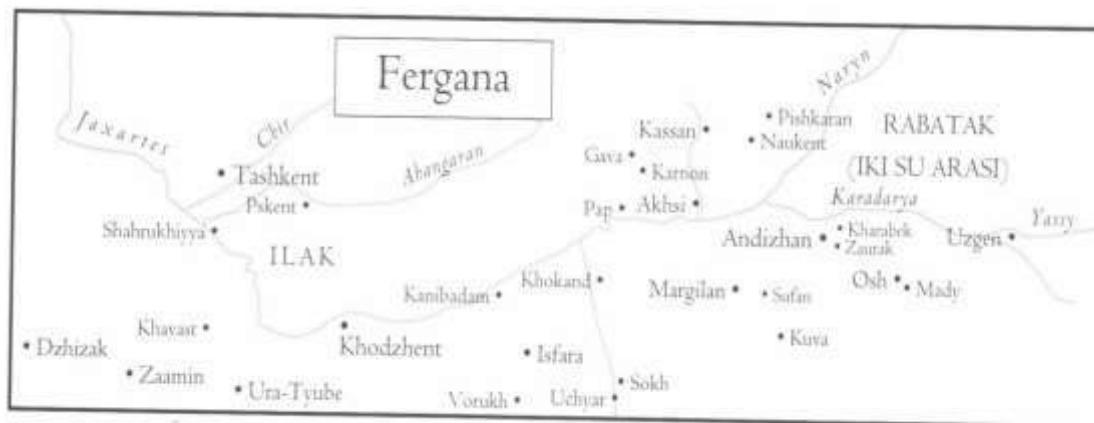 Fergana
Naryn
Jaxartes
Chir
Pishkaran
RABATAK
Kassan
Naukent
Gava
Abangaran
(IKI SU ARASI)
Tashkent
Karnon
Karadarya
Pskent
Pap
Akhsi
Yassy
Shahrukhiyya
Kharabek
Andizhan
Uzgen
Zaurak
ILAK
Khokand
Osh
Mady
Kanibadam
Margilan
Safan
Khavast
Kuva
Dzhizak
Khodzhent
Isfara
Zaamin
Sokh
Ura-Tyube
Vorukh
Uchyar